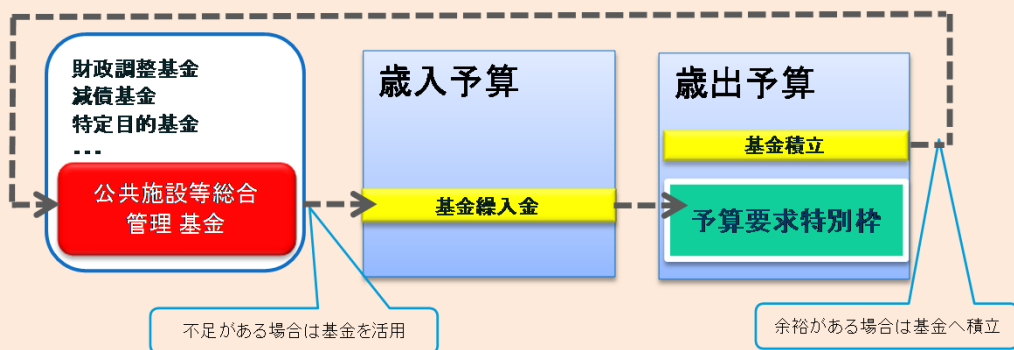 財政調整基金
減債基金
特定目的基金
---
公共施設等総合
管理 基金
歳入予算
基金繰入金
歳出予算
基金積立
予算要求特別枠
不足がある場合は基金を活用
余裕がある場合は基金へ積立